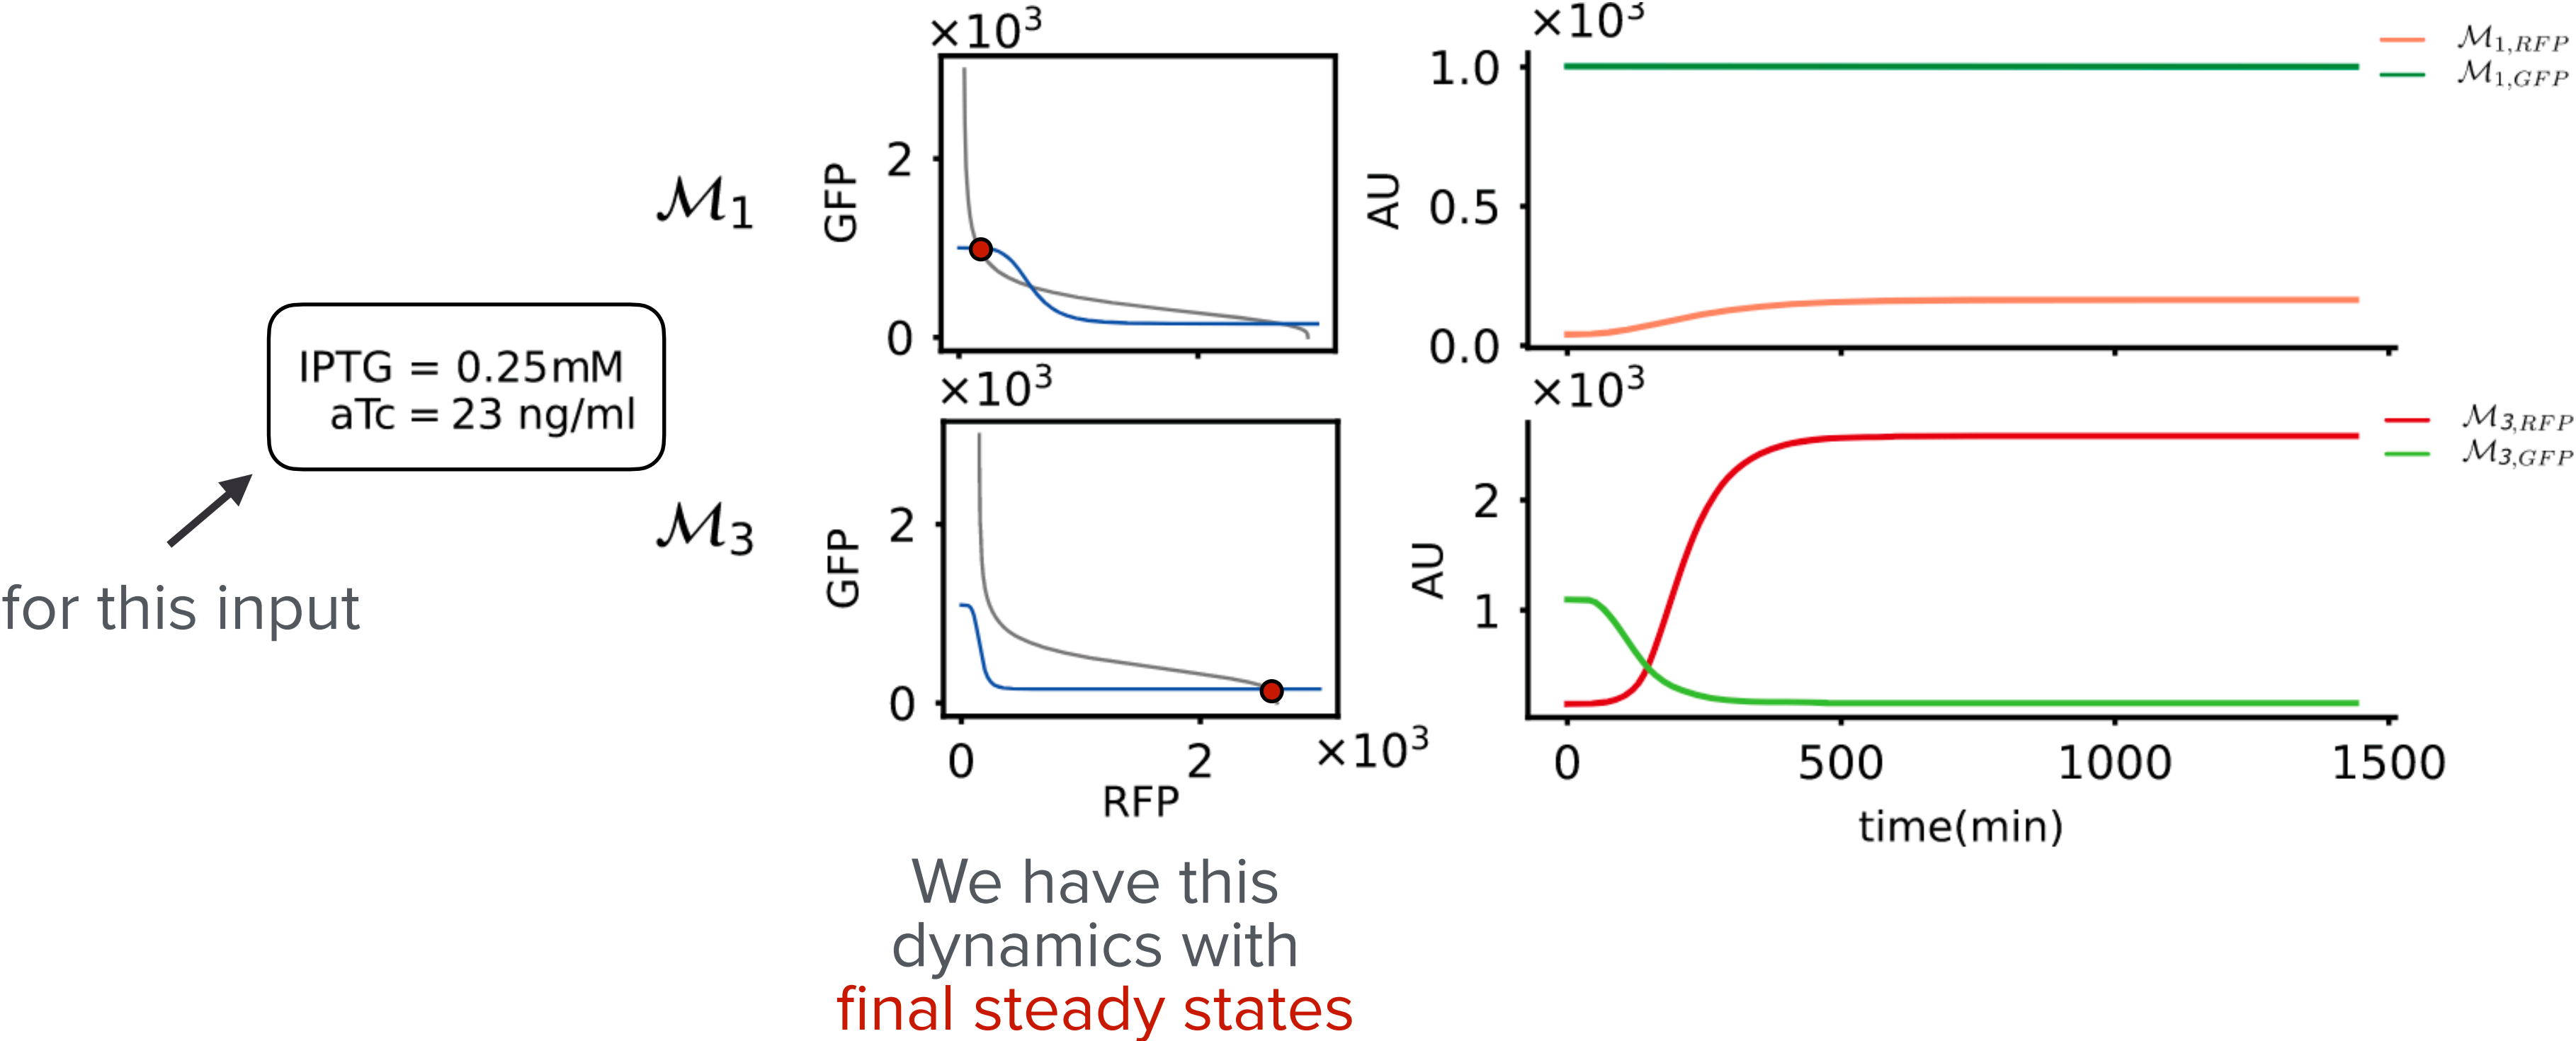 ×10³
GFP
2
0
ℳ₁
×10³
AU
1.0
0.5
0.0
ℳ₁,RFP
ℳ₁,GFP
IPTG = 0.25mM
aTc = 23 ng/ml
for this input
×10³
GFP
2
0
ℳ₃
0 2 ×10³
RFP
×10³
AU
2
1
ℳ₃,RFP
ℳ₃,GFP
0 500 1000 1500
time(min)
We have this
dynamics with
final steady states